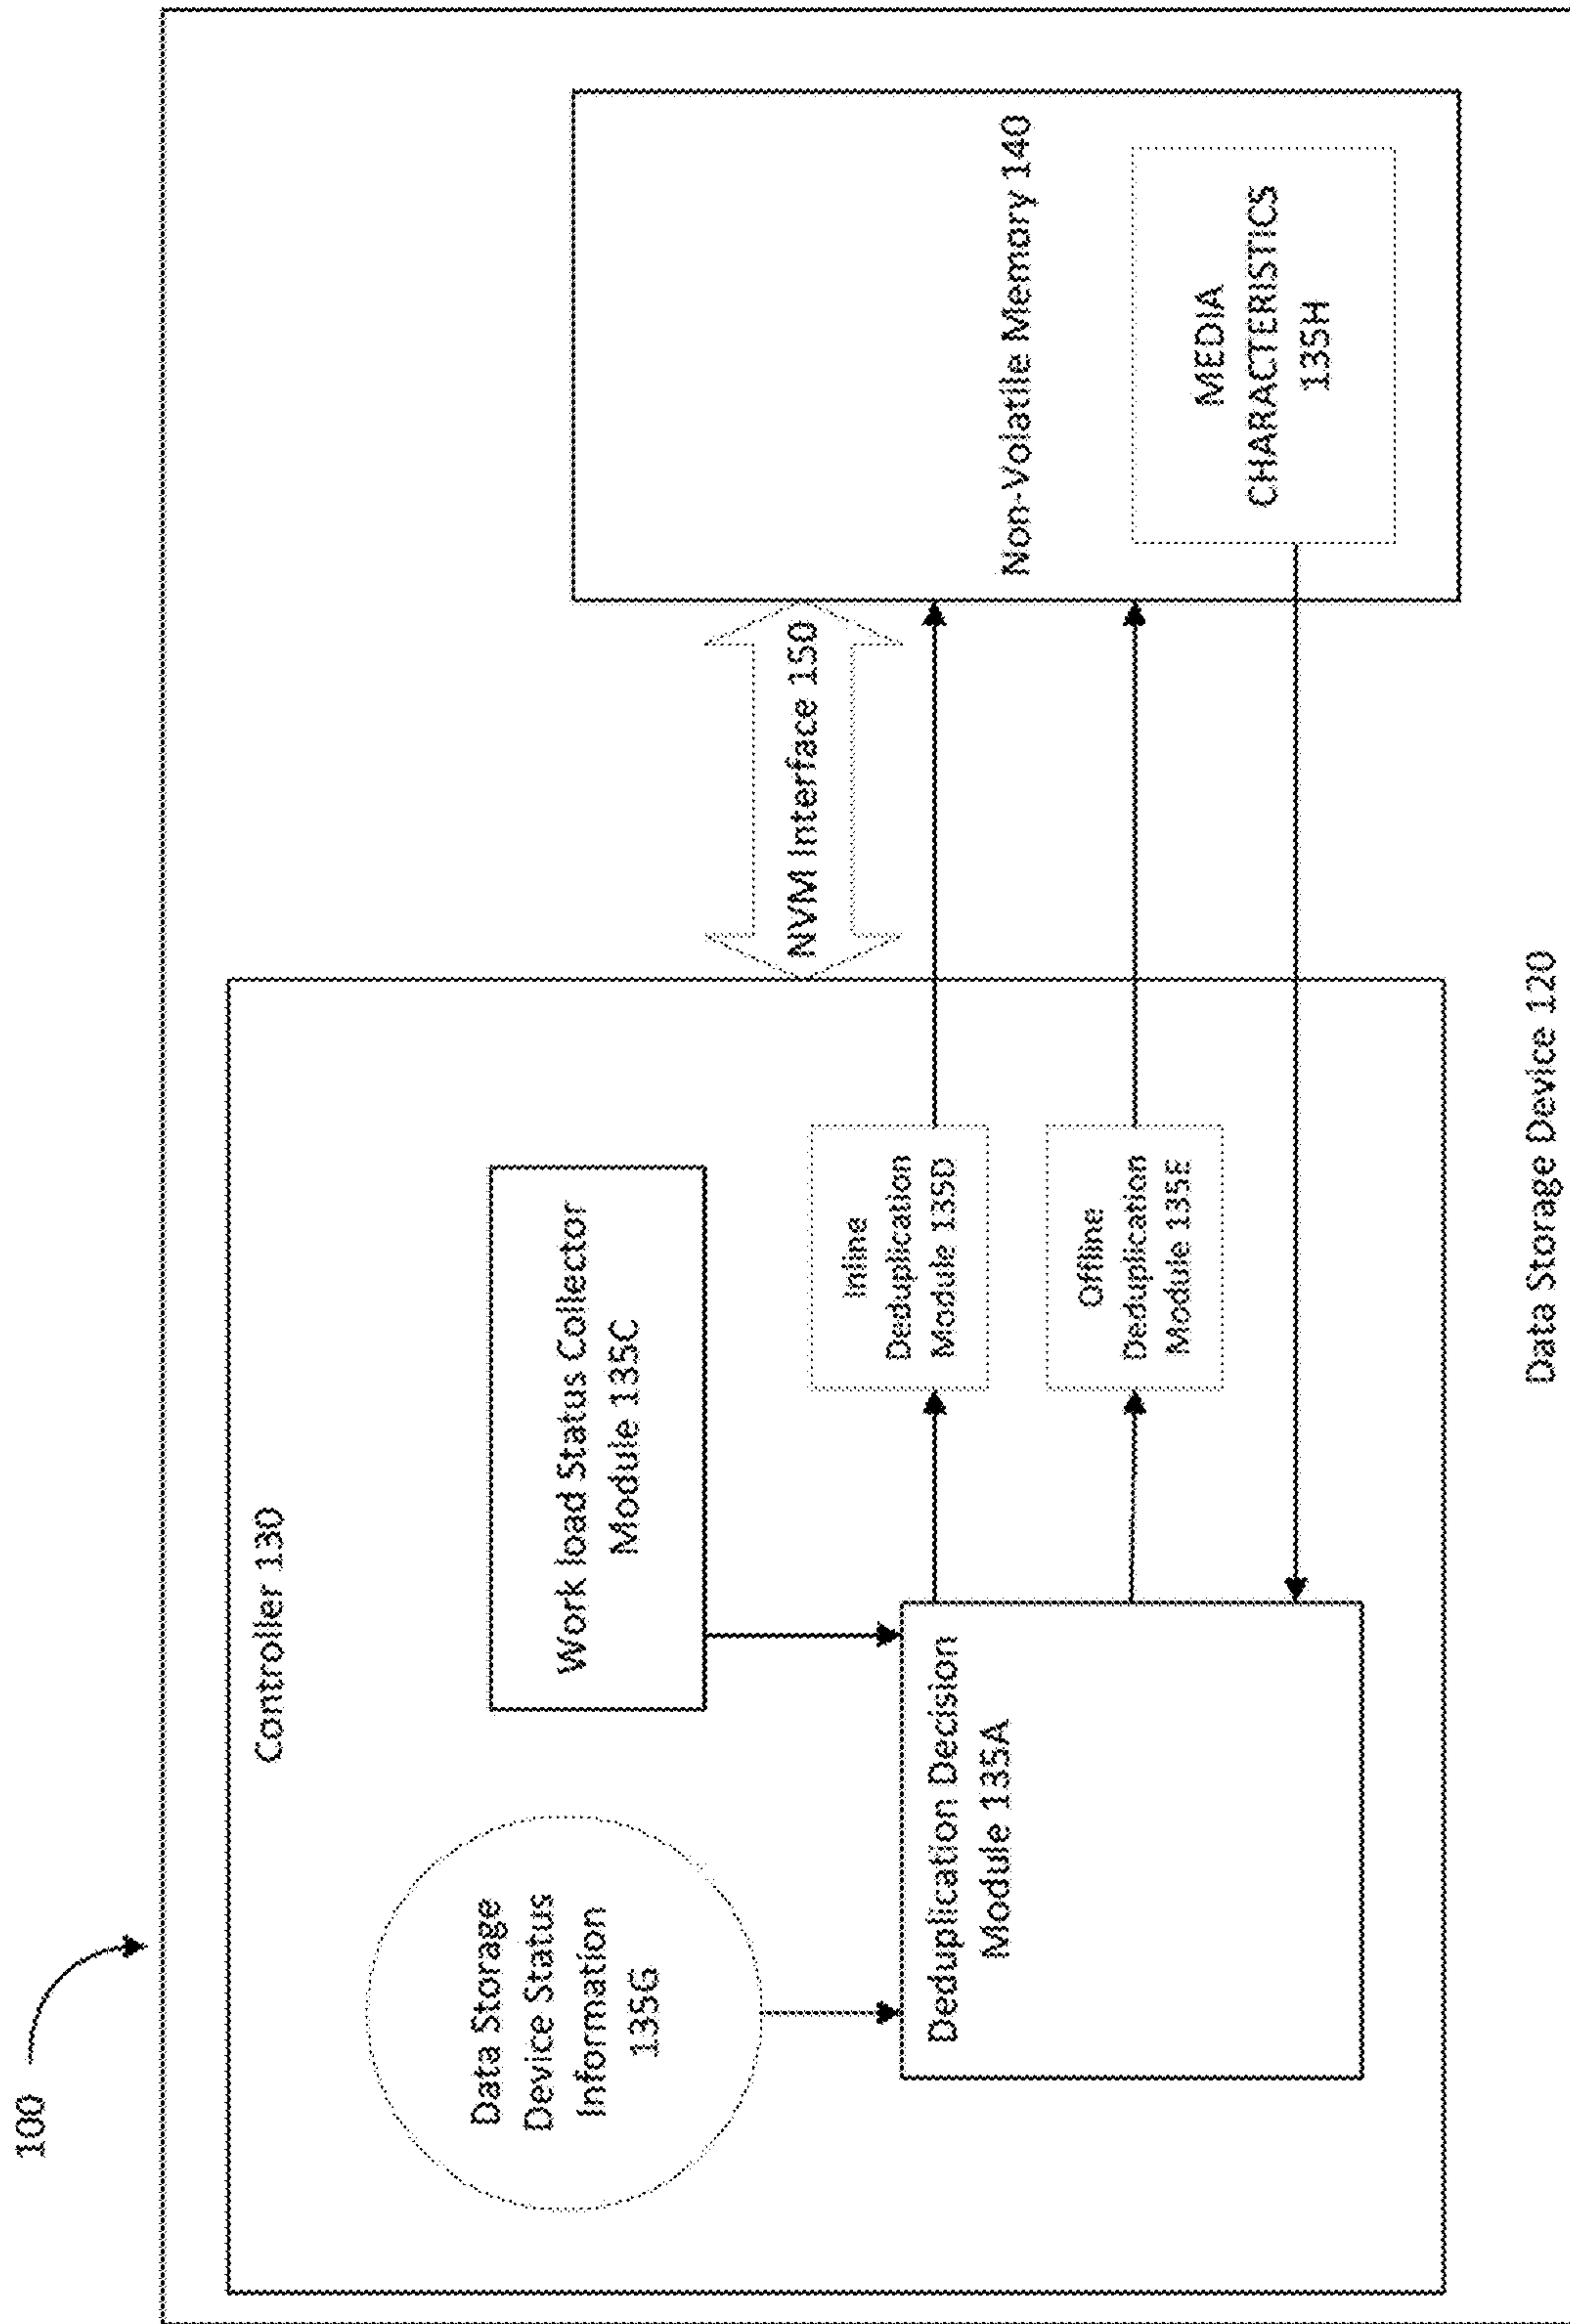 100
Controller 130
Data Storage
Device Status
Information
135G
Work load Status Collector
Module 135C
NVM Interface 150
Deduplication Decision
Module 135A
Inline
Deduplication
Module 135D
Offline
Deduplication
Module 135E
Non-Volatile Memory 140
MEDIA
CHARACTERISTICS
135H
Data Storage Device 120